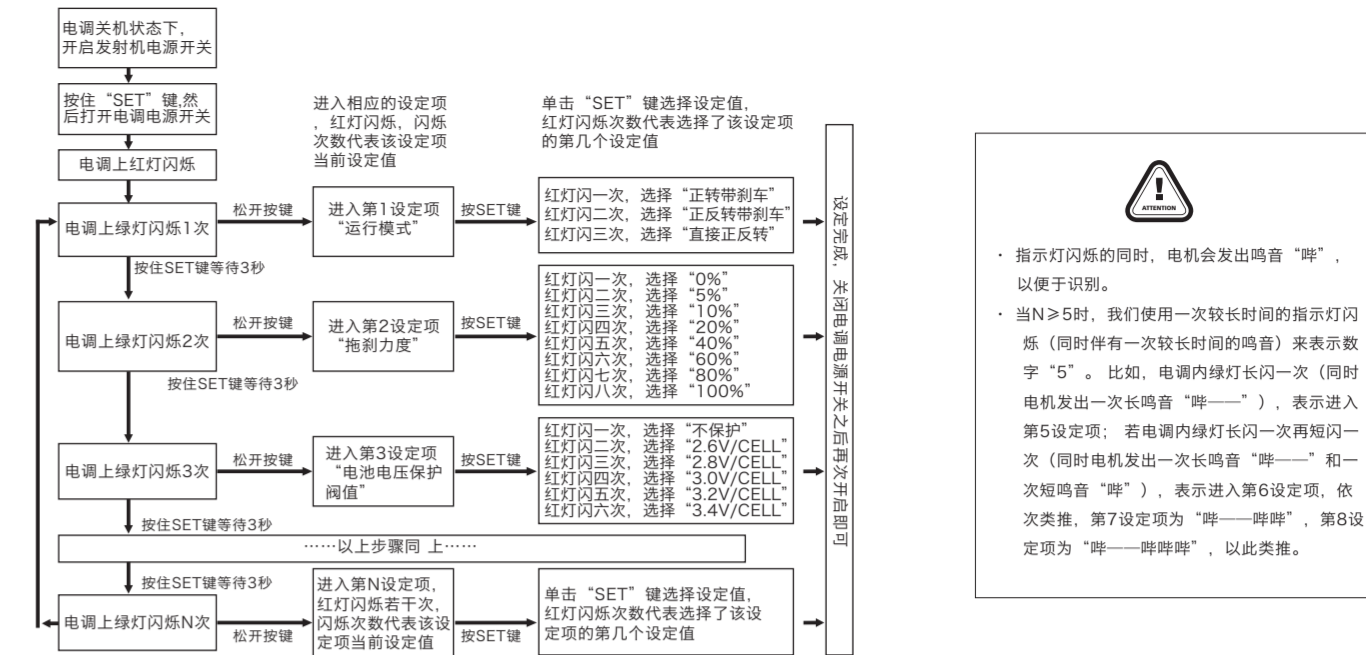 电调关机状态下，
开启发射机电源开关
按住“SET”键,然
后打开电调电源开关
电调上红灯闪烁
进入相应的设定项
，红灯闪烁，闪烁
次数代表该设定项
当前设定值
单击“SET”键选择设定值，
红灯闪烁次数代表选择了该设定项
的第几个设定值
电调上绿灯闪烁1次
松开按键
进入第1设定项
“运行模式”
按SET键
红灯闪一次，选择“正转带刹车”
红灯闪二次，选择“正反转带刹车”
红灯闪三次，选择“直接正反转”
按住SET键等待3秒
电调上绿灯闪烁2次
松开按键
进入第2设定项
“拖刹力度”
按SET键
红灯闪一次，选择“0%”
红灯闪二次，选择“5%”
红灯闪三次，选择“10%”
红灯闪四次，选择“20%”
红灯闪五次，选择“40%”
红灯闪六次，选择“60%”
红灯闪七次，选择“80%”
红灯闪八次，选择“100%”
按住SET键等待3秒
电调上绿灯闪烁3次
松开按键
进入第3设定项
“电池电压保护
阀值”
按SET键
红灯闪一次，选择“不保护”
红灯闪二次，选择“2.6V/CELL”
红灯闪三次，选择“2.8V/CELL”
红灯闪四次，选择“3.0V/CELL”
红灯闪五次，选择“3.2V/CELL”
红灯闪六次，选择“3.4V/CELL”
按住SET键等待3秒
……以上步骤同 上……
按住SET键等待3秒
电调上绿灯闪烁N次
松开按键
进入第N设定项，
红灯闪烁若干次，
闪烁次数代表该设
定项当前设定值
按SET键
单击“SET”键选择设定值，
红灯闪烁次数代表选择了该设
定项的第几个设定值
设定完成，关闭电调电源开关之后再次开启即可
!
ATTENTION
· 指示灯闪烁的同时，电机会发出鸣音“哔”，
以便于识别。
· 当N≥5时，我们使用一次较长时间的指示灯闪
烁（同时伴有一次较长时间的鸣音）来表示数
字“5”。 比如，电调内绿灯长闪一次（同时
电机发出一次长鸣音“哔——”），表示进入
第5设定项； 若电调内绿灯长闪一次再短闪一
次（同时电机发出一次长鸣音“哔——”和一
次短鸣音“哔”），表示进入第6设定项，依
次类推，第7设定项为“哔——哔哔”，第8设
定项为“哔——哔哔哔”，以此类推。